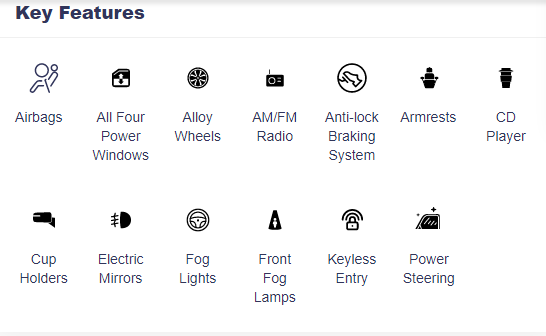 Key Features
Airbags
All Four
Power
Windows
Alloy
Wheels
AM/FM
Radio
Anti-lock
Braking
System
Armrests
CD
Player
Cup
Holders
Electric
Mirrors
Fog
Lights
Front
Fog
Lamps
Keyless
Entry
Power
Steering